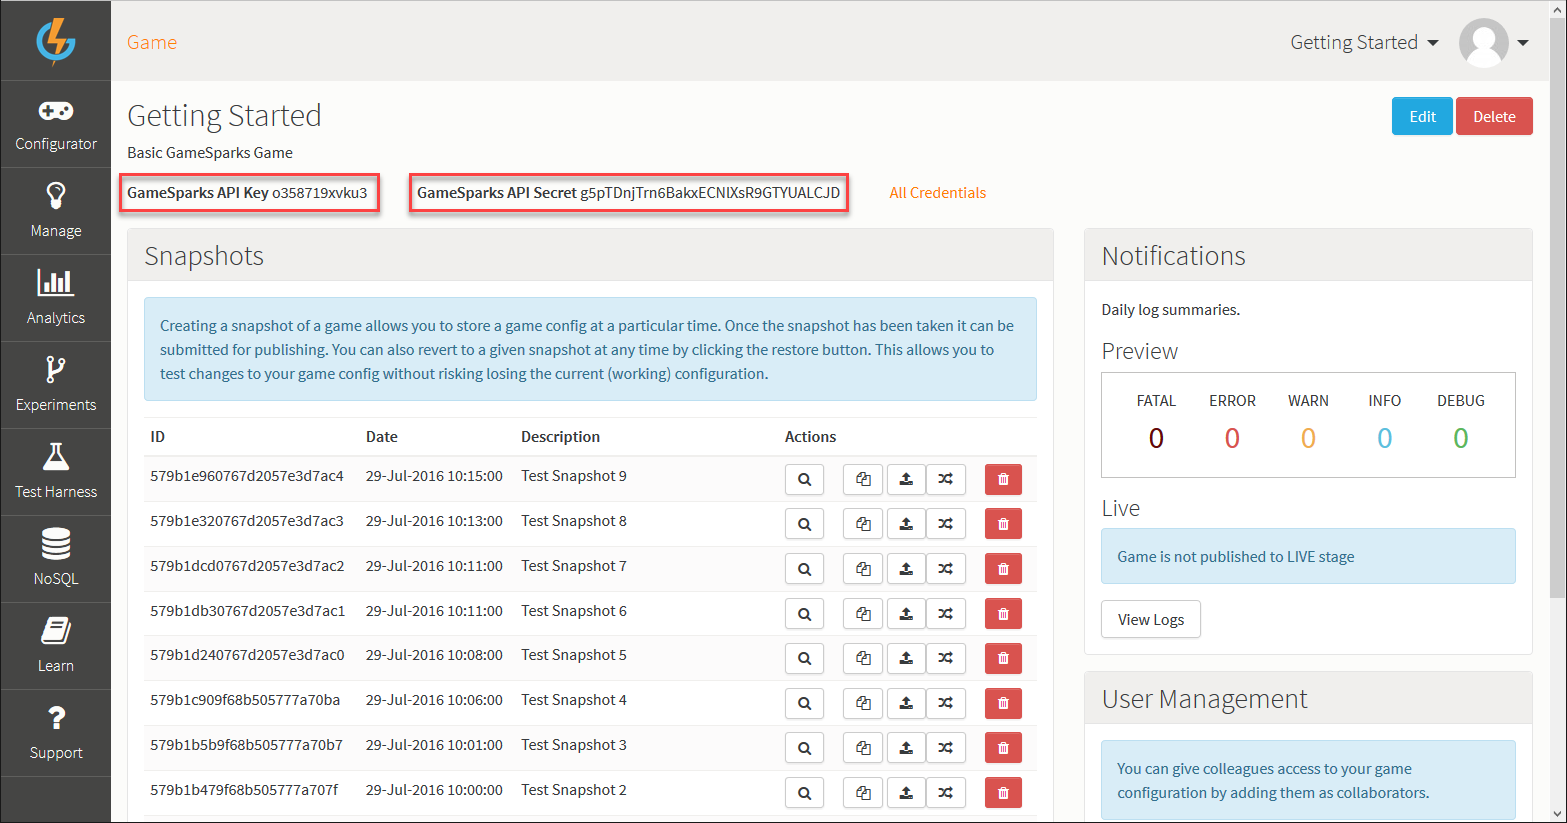 Game
Getting Started
Configurator
Manage
Analytics
Experiments
Test Harness
NoSQL
Learn
Support
Getting Started
Edit
Delete
Basic GameSparks Game
GameSparks API Key o358719xvku3
GameSparks API Secret g5pTDnjTrn6BakxECNlXsR9GTYUALCJD
All Credentials
Snapshots
Creating a snapshot of a game allows you to store a game config at a particular time. Once the snapshot has been taken it can be
submitted for publishing. You can also revert to a given snapshot at any time by clicking the restore button. This allows you to
test changes to your game config without risking losing the current (working) configuration.
ID Date Description Actions
579b1e960767d2057e3d7ac4 29-Jul-2016 10:15:00 Test Snapshot 9
579b1e320767d2057e3d7ac3 29-Jul-2016 10:13:00 Test Snapshot 8
579b1dcd0767d2057e3d7ac2 29-Jul-2016 10:11:00 Test Snapshot 7
579b1db30767d2057e3d7ac1 29-Jul-2016 10:11:00 Test Snapshot 6
579b1d240767d2057e3d7ac0 29-Jul-2016 10:08:00 Test Snapshot 5
579b1c909f68b505777a70ba 29-Jul-2016 10:06:00 Test Snapshot 4
579b1b5b9f68b505777a70b7 29-Jul-2016 10:01:00 Test Snapshot 3
579b1b479f68b505777a707f 29-Jul-2016 10:00:00 Test Snapshot 2
Notifications
Daily log summaries.
Preview
FATAL ERROR WARN INFO DEBUG
0 0 0 0 0
Live
Game is not published to LIVE stage
View Logs
User Management
You can give colleagues access to your game
configuration by adding them as collaborators.